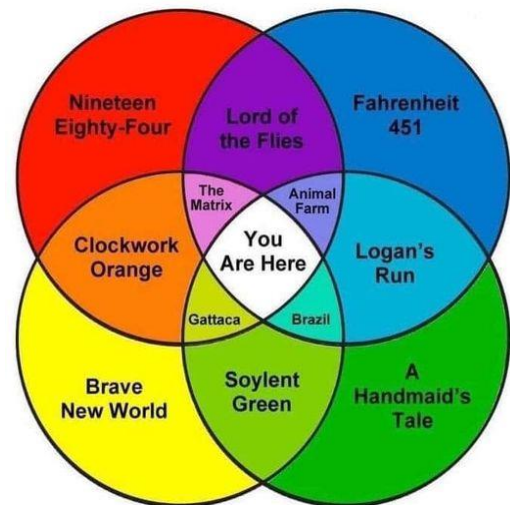 Nineteen
Eighty-Four
Lord of
the Flies
Fahrenheit
451
The
Matrix
Animal
Farm
Clockwork
Orange
You
Are Here
Logan's
Run
Gattaca
Brazil
Brave
New World
Soylent
Green
A
Handmaid's
Tale